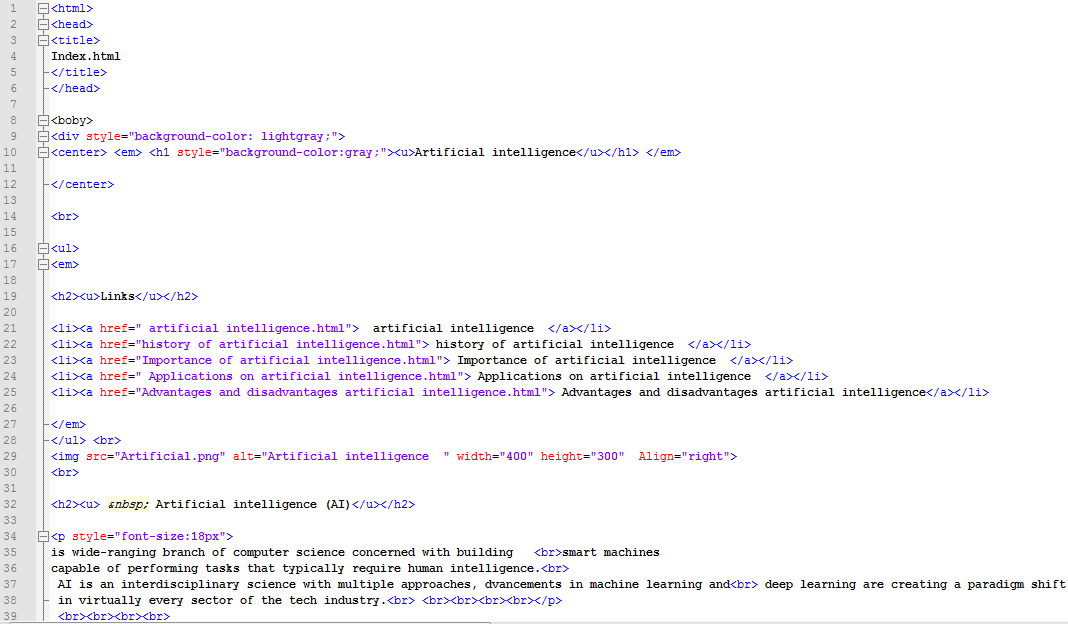 1 <html>
2 <head>
3 <title>
4 Index.html
5 </title>
6 </head>
7
8 <boby>
9 <div style="background-color: lightgray;">
10 <center> <em> <h1 style="background-color:gray;"><u>Artificial intelligence</u></h1> </em>
11
12 </center>
13
14 <br>
15
16 <ul>
17 <em>
18
19 <h2><u>Links</u></h2>
20
21 <li><a href=" artificial intelligence.html">  artificial intelligence  </a></li>
22 <li><a href="history of artificial intelligence.html"> history of artificial intelligence  </a></li>
23 <li><a href="Importance of artificial intelligence.html"> Importance of artificial intelligence  </a></li>
24 <li><a href=" Applications on artificial intelligence.html"> Applications on artificial intelligence  </a></li>
25 <li><a href="Advantages and disadvantages artificial intelligence.html"> Advantages and disadvantages artificial intelligence</a></li>
26
27 </em>
28 </ul> <br>
29 <img src="Artificial.png" alt="Artificial intelligence  " width="400" height="300"  Align="right">
30 <br>
31
32 <h2><u> &nbsp; Artificial intelligence (AI)</u></h2>
33
34 <p style="font-size:18px">
35 is wide-ranging branch of computer science concerned with building   <br>smart machines
36 capable of performing tasks that typically require human intelligence.<br>
37  AI is an interdisciplinary science with multiple approaches, dvancements in machine learning and<br> deep learning are creating a paradigm shift
38  in virtually every sector of the tech industry.<br> <br><br><br><br></p>
39  <br><br><br><br>